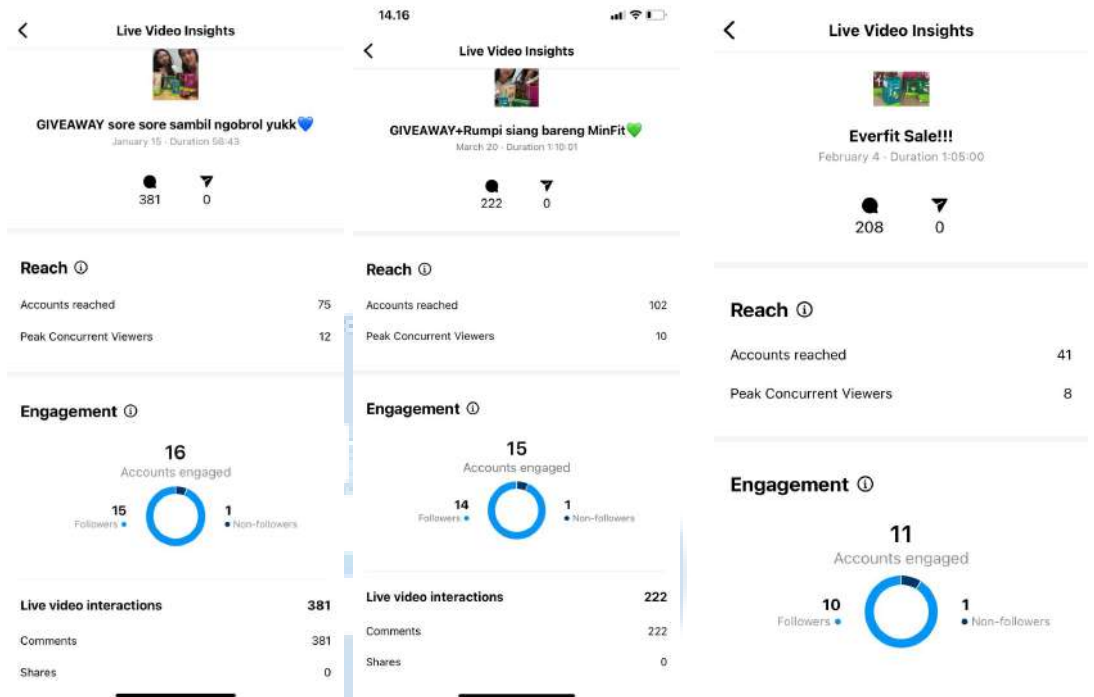 Live Video Insights
GIVEAWAY sore sore sambil ngobrol yukk💙
January 15 · Duration 56:43
381 0
Reach
Accounts reached 75
Peak Concurrent Viewers 12
Engagement
16
Accounts engaged
15
Followers
1
Non-followers
Live video interactions 381
Comments 381
Shares 0
14.16
Live Video Insights
GIVEAWAY+Rumpi siang bareng MinFit💚
March 20 · Duration 1:10:01
222 0
Reach
Accounts reached 102
Peak Concurrent Viewers 10
Engagement
15
Accounts engaged
14
Followers
1
Non-followers
Live video interactions 222
Comments 222
Shares 0
Live Video Insights
Everfit Sale!!!
February 4 · Duration 1:05:00
208 0
Reach
Accounts reached 41
Peak Concurrent Viewers 8
Engagement
11
Accounts engaged
10
Followers
1
Non-followers